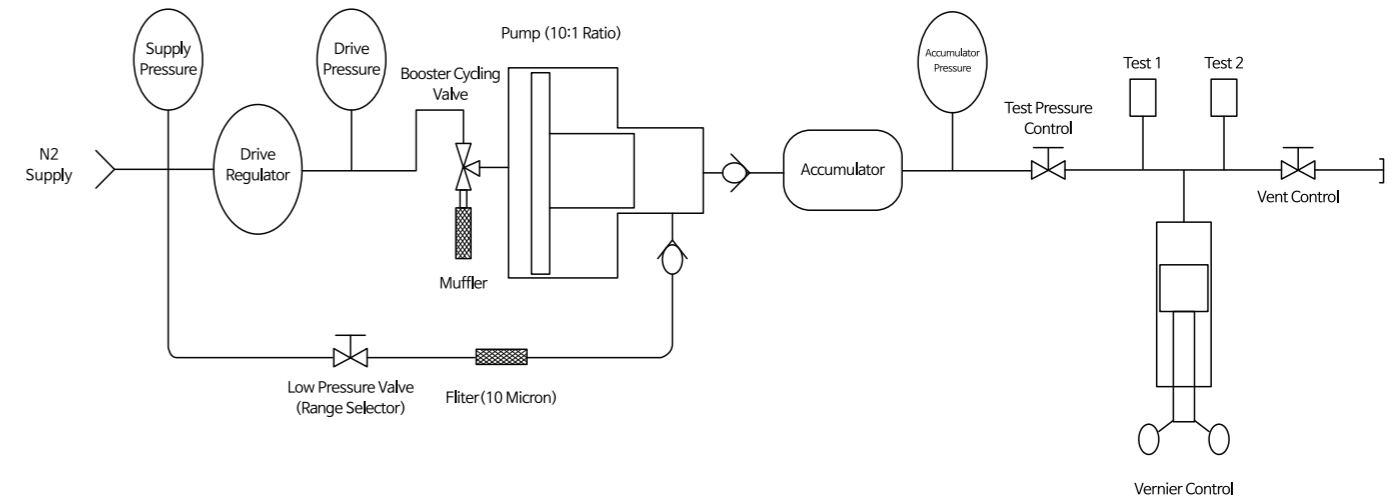 Supply
Pressure
Drive
Pressure
Pump (10:1 Ratio)
Booster Cycling
Valve
Accumulator
Pressure
Test 1
Test 2
Test Pressure
Control
N2
Supply
Drive
Regulator
Accumulator
Vent Control
Muffler
Low Pressure Valve
(Range Selector)
Fliter (10 Micron)
Vernier Control